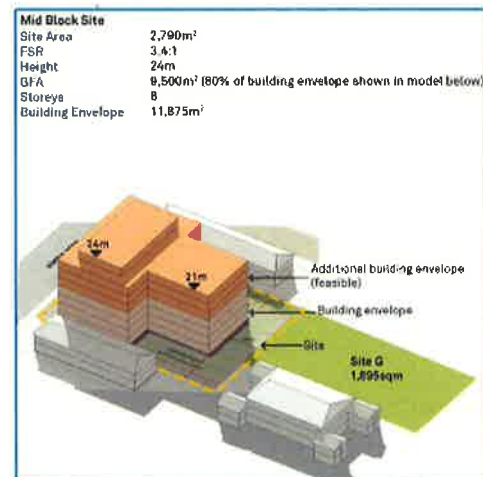 Mid Block Site
Site Area 2,790m²
FSR 3.4:1
Height 24m
GFA 9,500m² (80% of building envelope shown in model below)
Storeys 8
Building Envelope 11,875m²
24m
21m
Additional building envelope
(feasible)
Building envelope
Site
Site G
1,895sqm